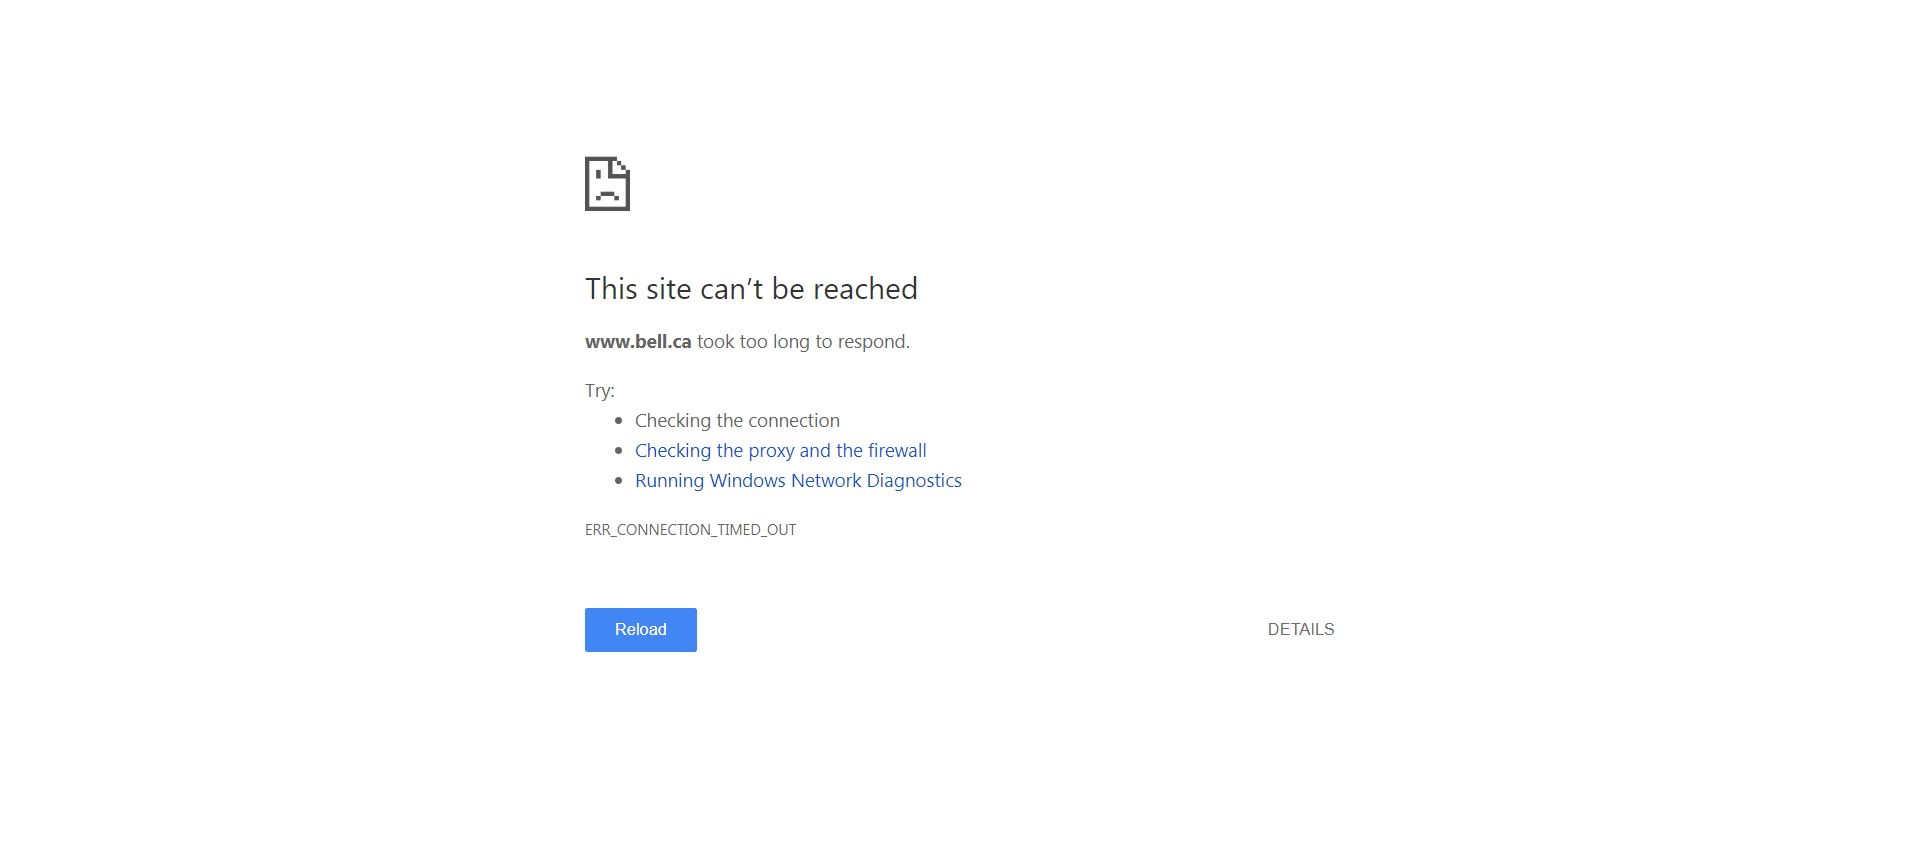 This site can’t be reached
www.bell.ca took too long to respond.
Try:
Checking the connection
Checking the proxy and the firewall
Running Windows Network Diagnostics
ERR_CONNECTION_TIMED_OUT
Reload
DETAILS